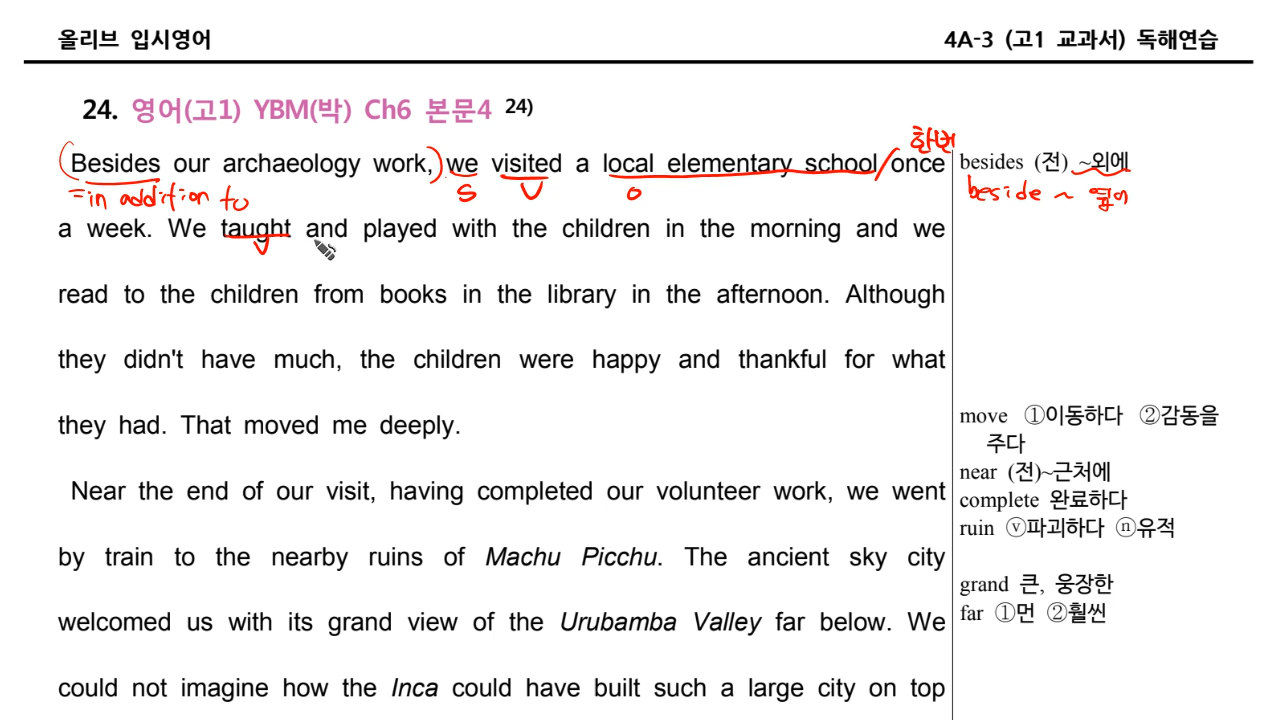 올리브 입시영어
4A-3 (고1 교과서) 독해연습
24. 영어(고1) YBM(박) Ch6 본문4 24)
한번
Besides our archaeology work, we visited a local elementary school once
=in addition to S V O
a week. We taught and played with the children in the morning and we
V
read to the children from books in the library in the afternoon. Although
they didn't have much, the children were happy and thankful for what
they had. That moved me deeply.
Near the end of our visit, having completed our volunteer work, we went
by train to the nearby ruins of Machu Picchu. The ancient sky city
welcomed us with its grand view of the Urubamba Valley far below. We
could not imagine how the Inca could have built such a large city on top
besides (전) ~외에
beside ~ 옆에
move ①이동하다 ②감동을
주다
near (전)~근처에
complete 완료하다
ruin ⓥ파괴하다 ⓝ유적
grand 큰, 웅장한
far ①먼 ②훨씬